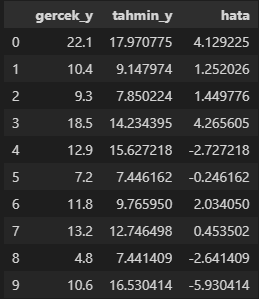 gercek_y tahmin_y hata
0 22.1 17.970775 4.129225
1 10.4 9.147974 1.252026
2 9.3 7.850224 1.449776
3 18.5 14.234395 4.265605
4 12.9 15.627218 -2.727218
5 7.2 7.446162 -0.246162
6 11.8 9.765950 2.034050
7 13.2 12.746498 0.453502
8 4.8 7.441409 -2.641409
9 10.6 16.530414 -5.930414